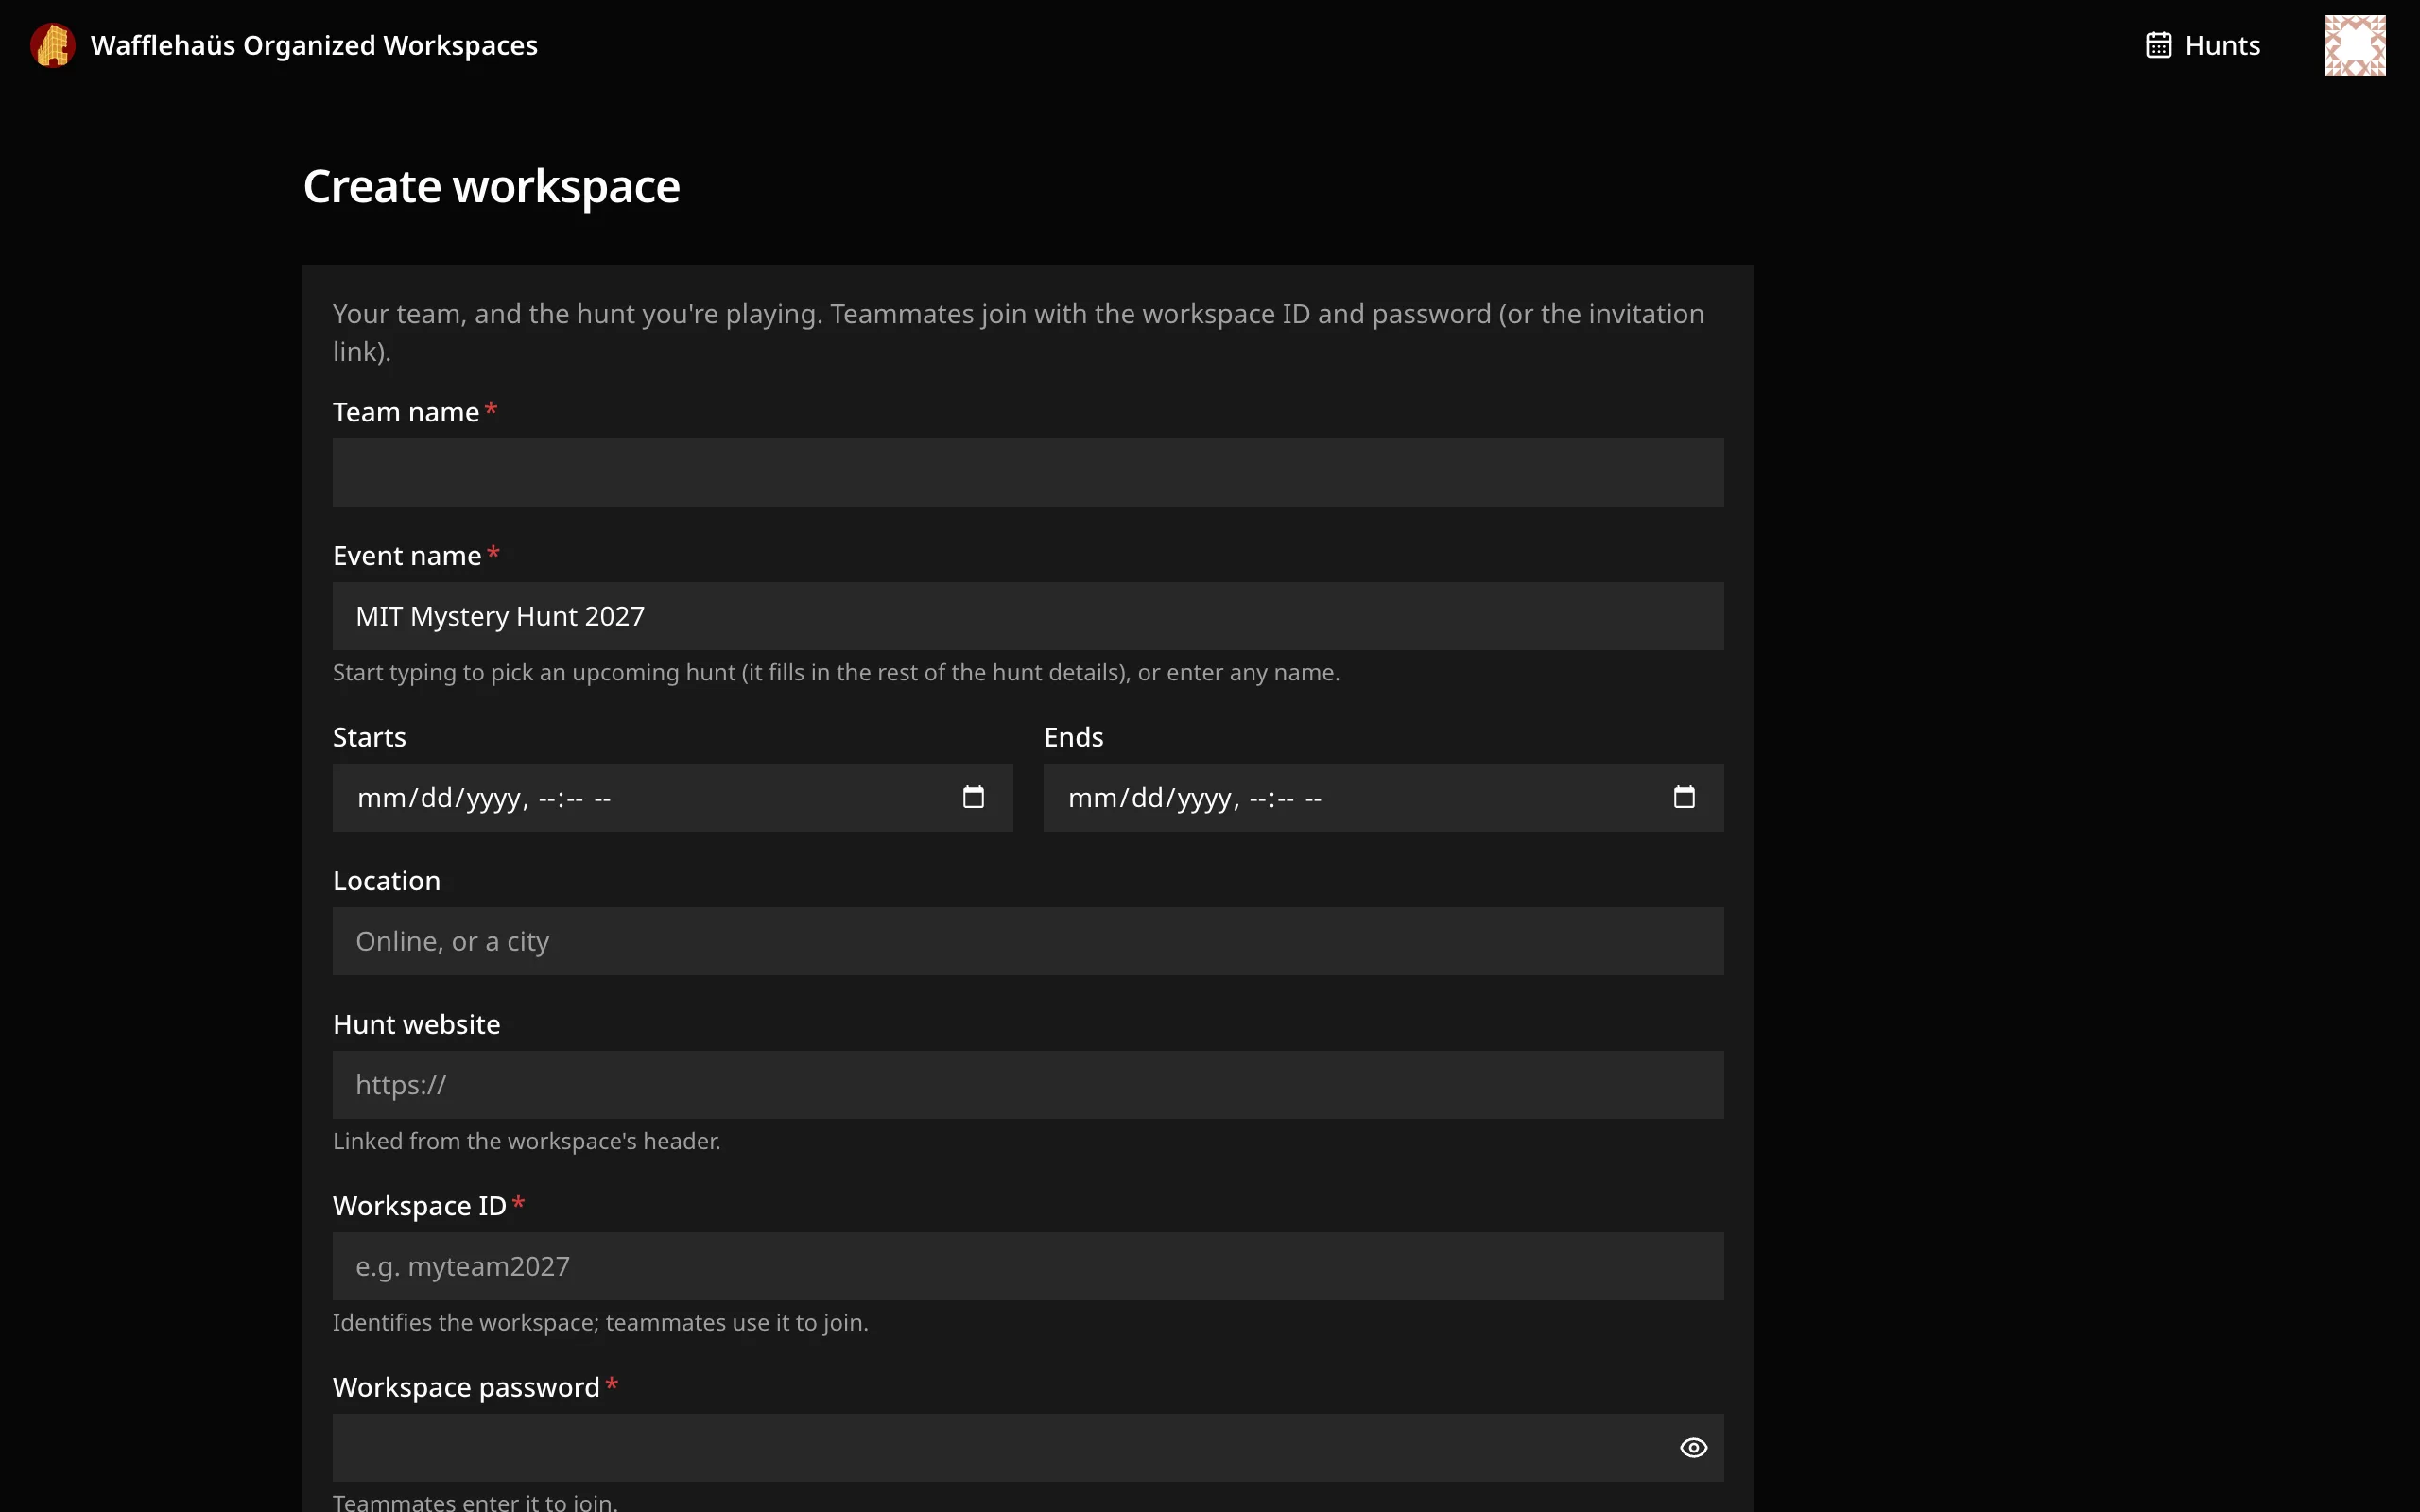 Wafflehaüs Organized Workspaces
Hunts
Create workspace
Your team, and the hunt you're playing. Teammates join with the workspace ID and password (or the invitation
link).
Team name*
Event name*
MIT Mystery Hunt 2027
Start typing to pick an upcoming hunt (it fills in the rest of the hunt details), or enter any name.
Starts
Ends
mm/dd/yyyy, --:-- --
mm/dd/yyyy, --:-- --
Location
Online, or a city
Hunt website
https://
Linked from the workspace's header.
Workspace ID*
e.g. myteam2027
Identifies the workspace; teammates use it to join.
Workspace password*
Teammates enter it to join.